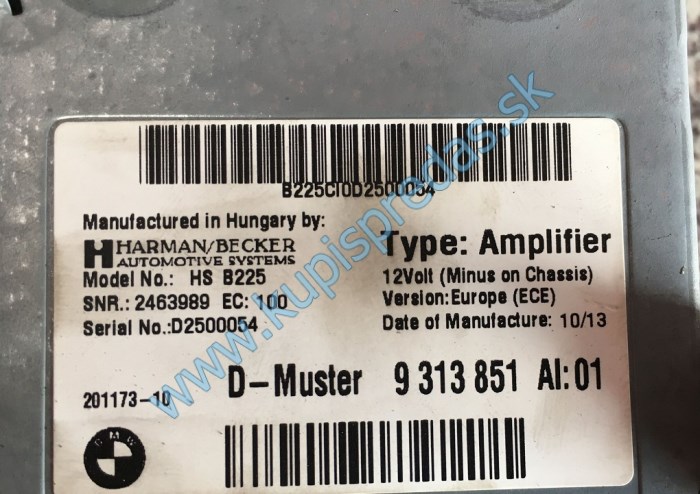 B225CT0D2500054
Manufactured in Hungary by:
HARMAN/BECKER
AUTOMOTIVE SYSTEMS
Model No.: HS B225
SNR.: 2463989 EC: 100
Serial No.:D2500054
Type: Amplifier
12Volt (Minus on Chassis)
Version:Europe (ECE)
Date of Manufacture: 10/13
201173-10
D-Muster 9 313 851 AI:01
BMW
www.kupispredas.sk